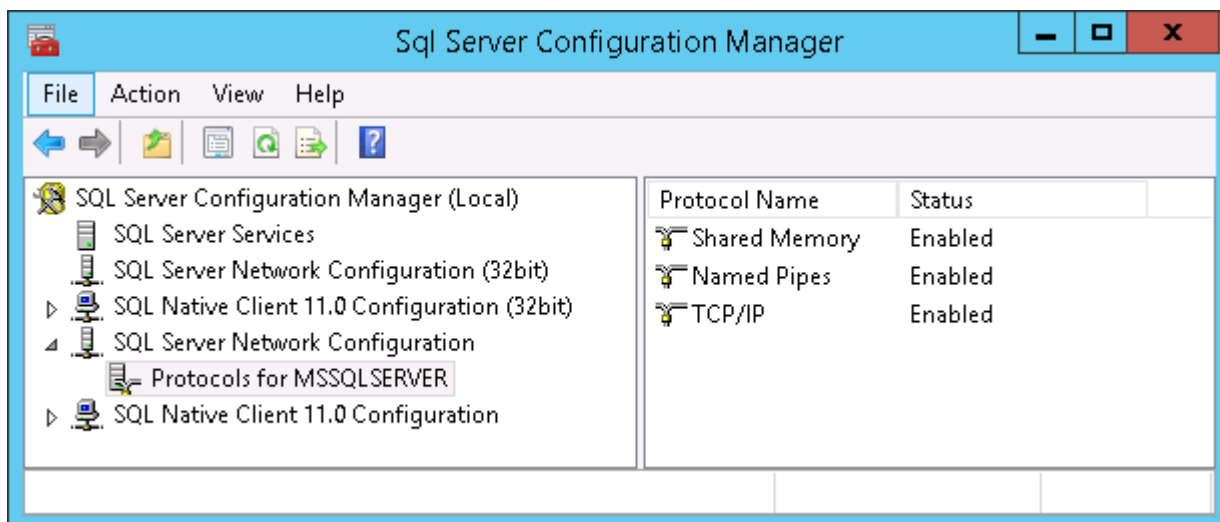 Sql Server Configuration Manager
File Action View Help
SQL Server Configuration Manager (Local)
SQL Server Services
SQL Server Network Configuration (32bit)
SQL Native Client 11.0 Configuration (32bit)
SQL Server Network Configuration
Protocols for MSSQLSERVER
SQL Native Client 11.0 Configuration
Protocol Name Status
Shared Memory Enabled
Named Pipes Enabled
TCP/IP Enabled